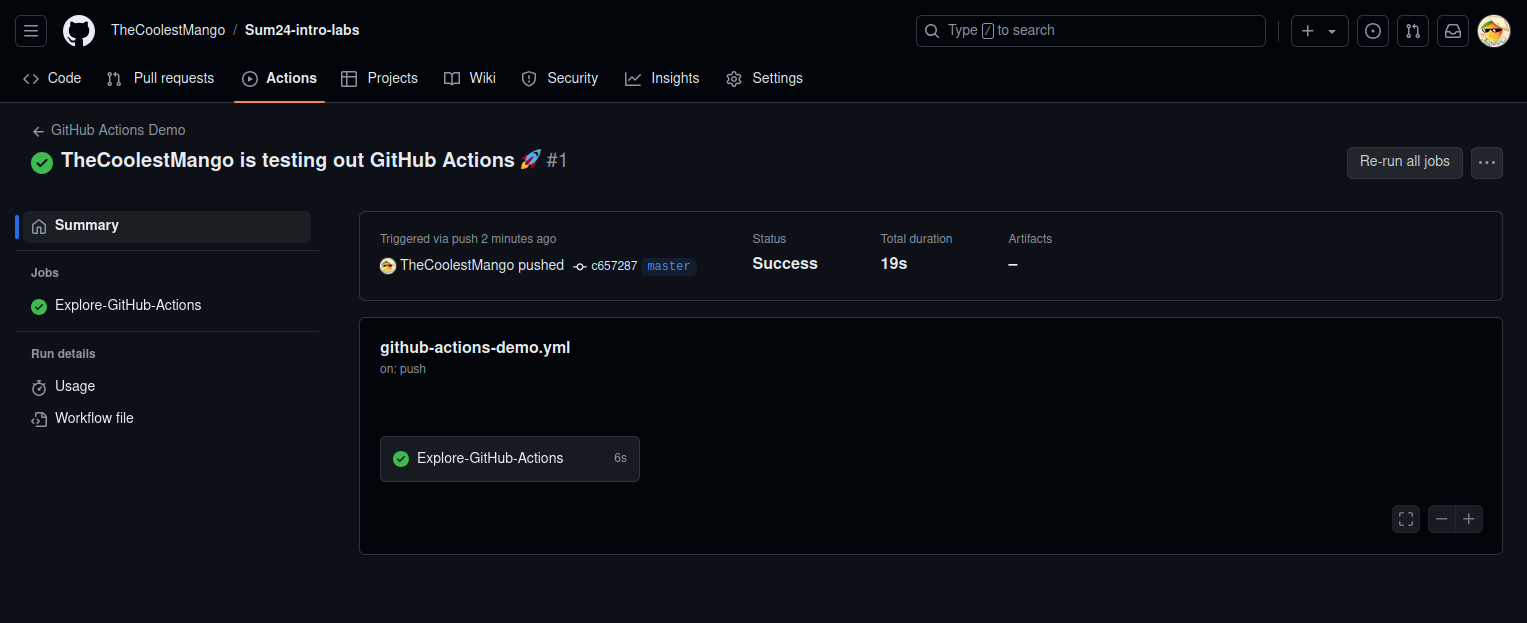 TheCoolestMango / Sum24-intro-labs
Type / to search
Code Pull requests Actions Projects Wiki Security Insights Settings
GitHub Actions Demo
TheCoolestMango is testing out GitHub Actions 🚀 #1
Re-run all jobs
Summary
Jobs
Explore-GitHub-Actions
Run details
Usage
Workflow file
Triggered via push 2 minutes ago
TheCoolestMango pushed c657287 master
Status
Success
Total duration
19s
Artifacts
–
github-actions-demo.yml
on: push
Explore-GitHub-Actions 6s